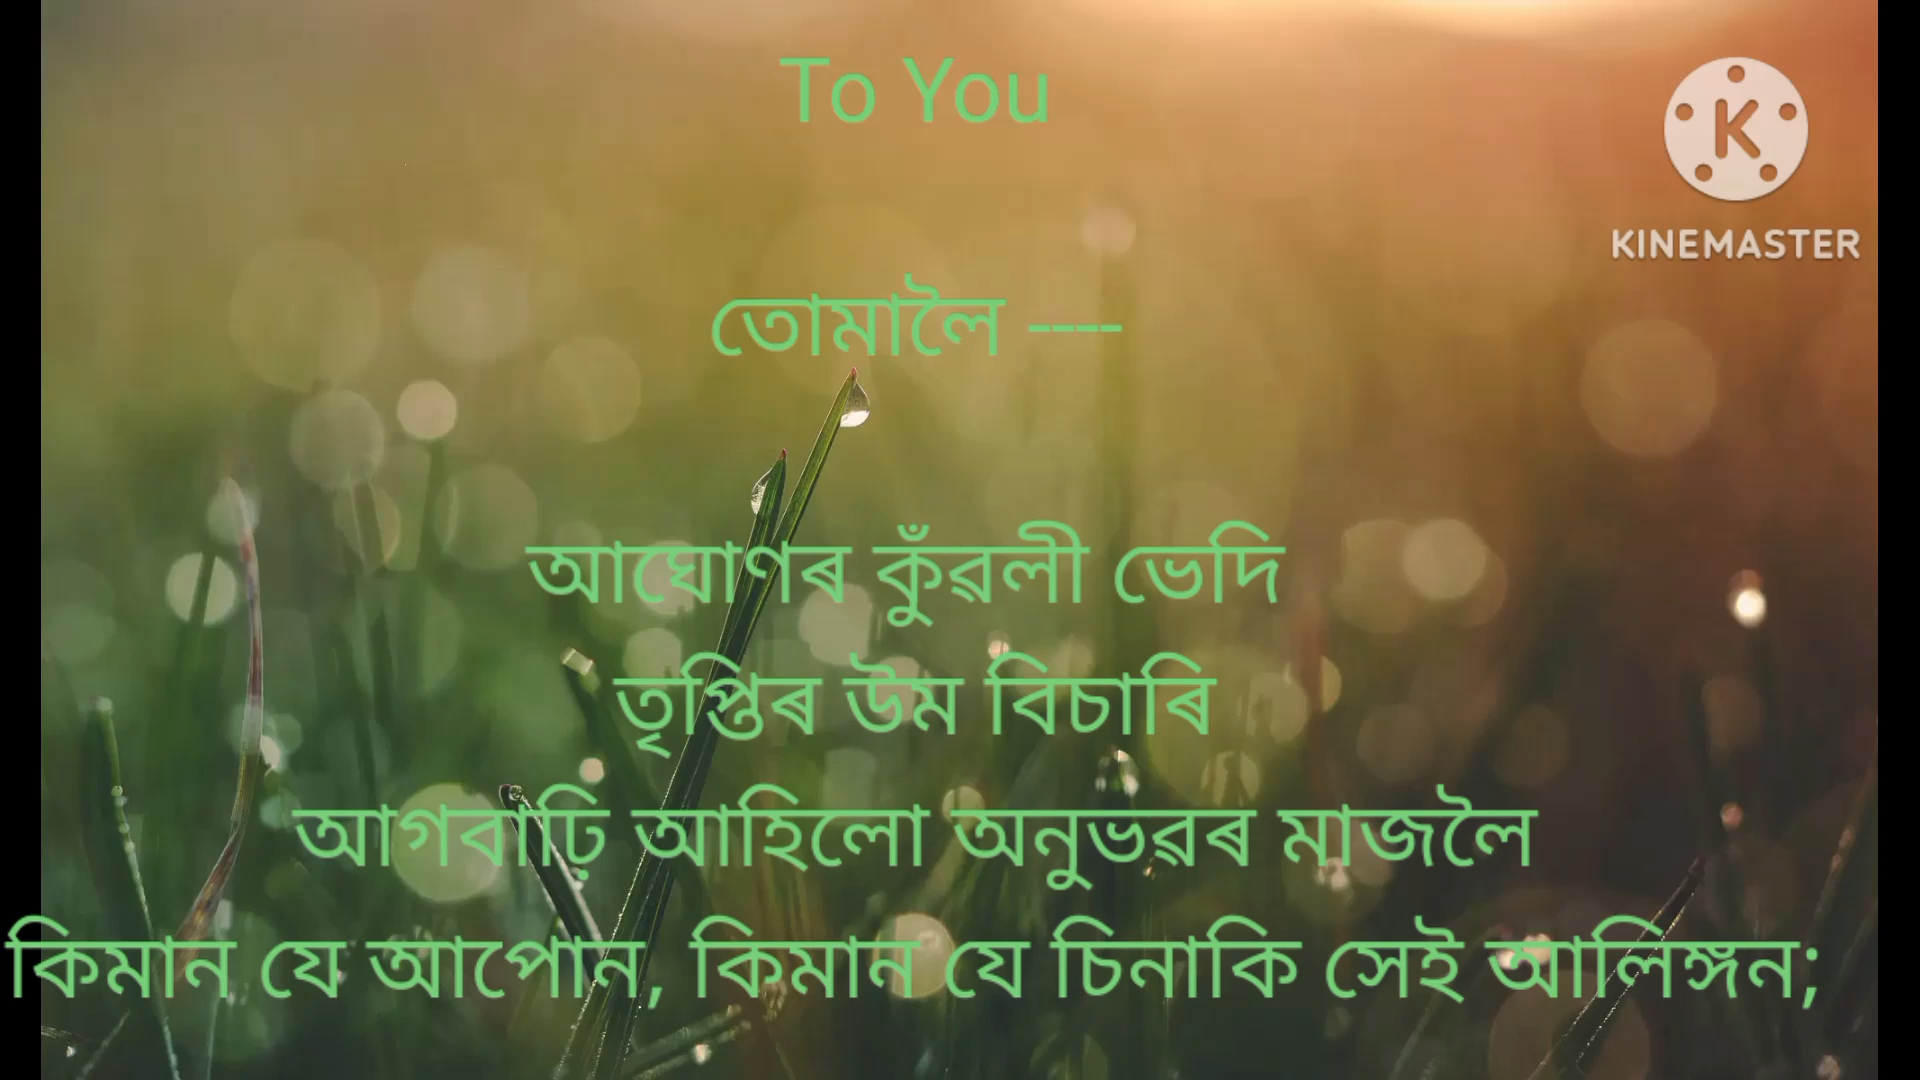 To You
KINEMASTER
তোমালৈ ----
আঘোণৰ কুঁৱলী ভেদি
তৃপ্তিৰ উম বিচাৰি
আগবাঢ়ি আহিলো অনুভৱৰ মাজলৈ
কিমান যে আপোন, কিমান যে চিনাকি সেই আলিঙ্গন;